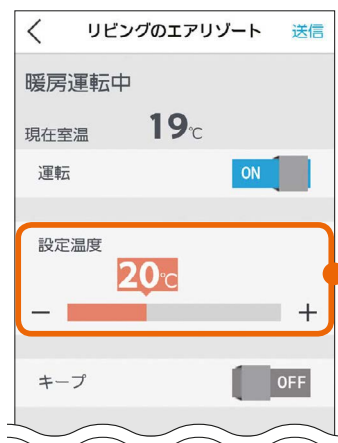 リビングのエアリゾート 送信
暖房運転中
現在室温 19℃
運転 ON
設定温度
20℃
− +
キープ OFF